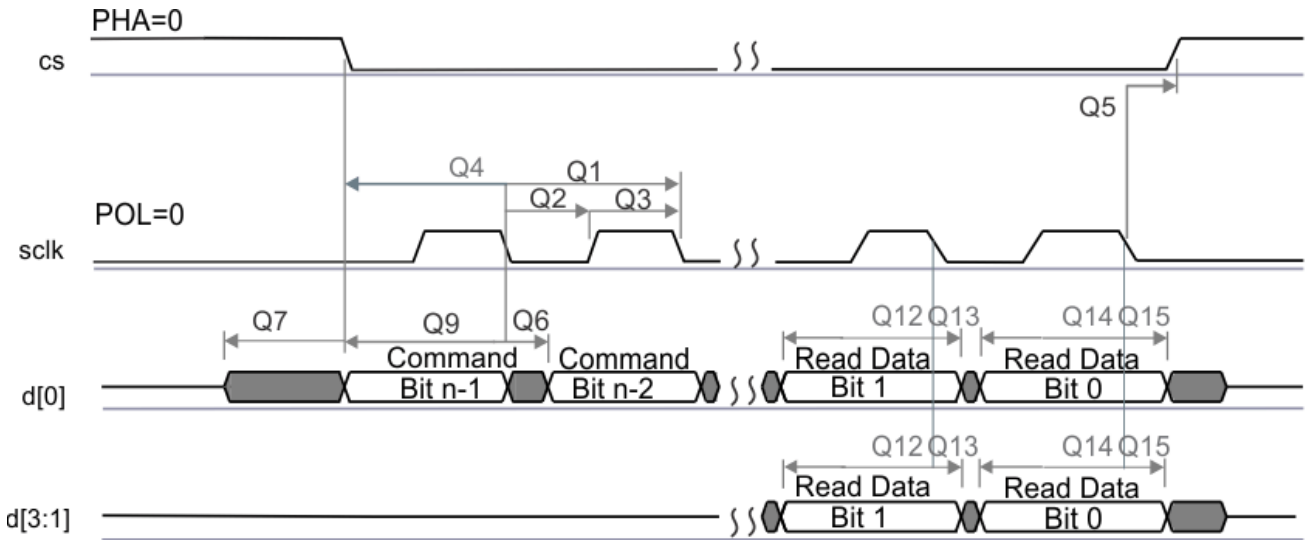 PHA=0
cs
Q5
Q4 Q1
Q2 Q3
POL=0
sclk
Q7 Q9 Q6 Q12 Q13 Q14 Q15
Command Command Read Data Read Data
d[0] Bit n-1 Bit n-2 Bit 1 Bit 0
Q12 Q13 Q14 Q15
Read Data Read Data
d[3:1] Bit 1 Bit 0